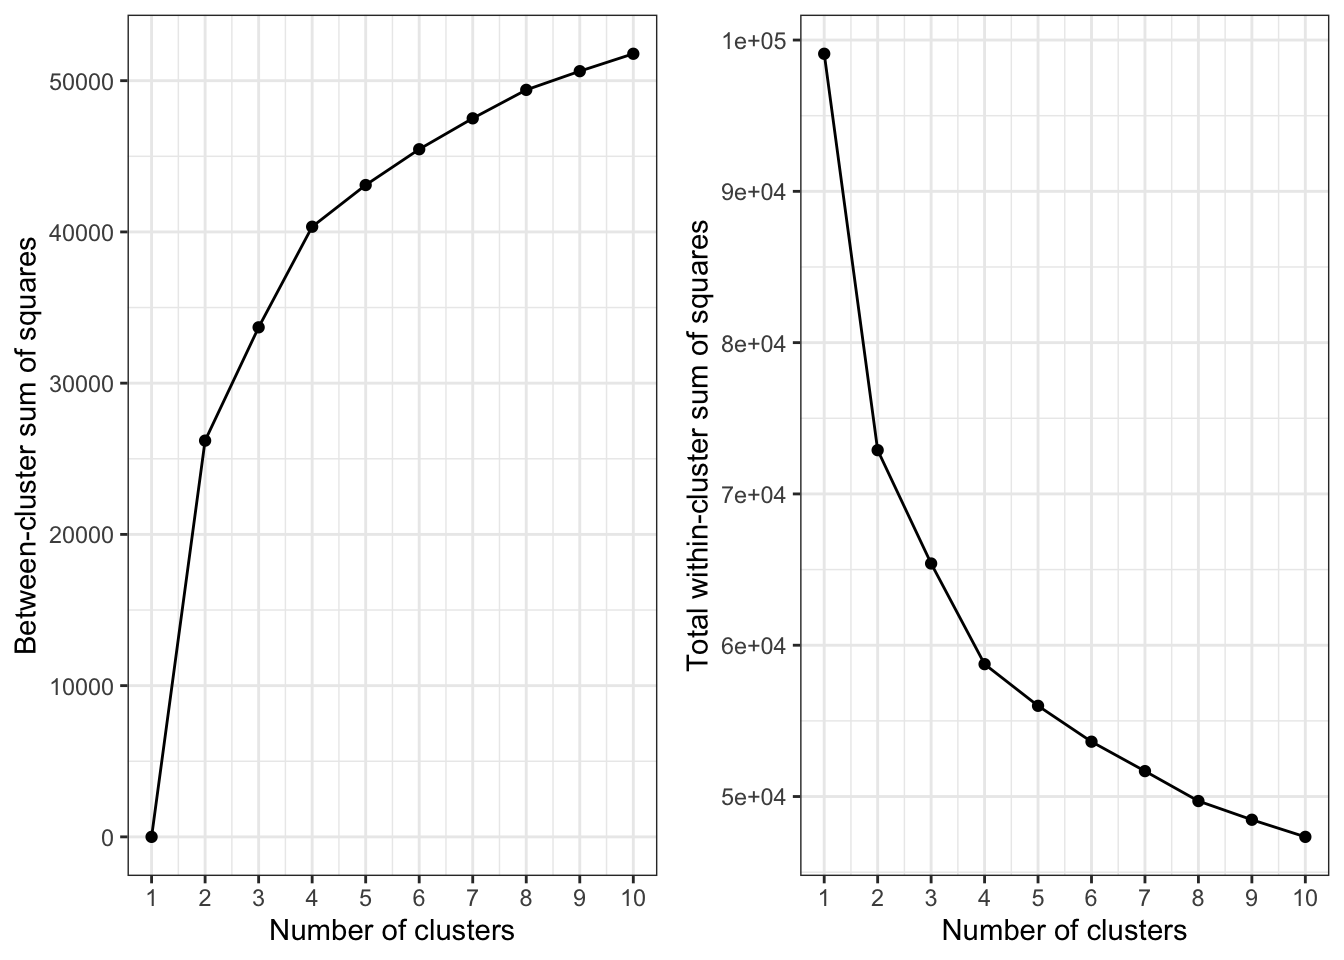 Between-cluster sum of squares
50000
40000
30000
20000
10000
0
1 2 3 4 5 6 7 8 9 10
Number of clusters
Total within-cluster sum of squares
1e+05
9e+04
8e+04
7e+04
6e+04
5e+04
1 2 3 4 5 6 7 8 9 10
Number of clusters